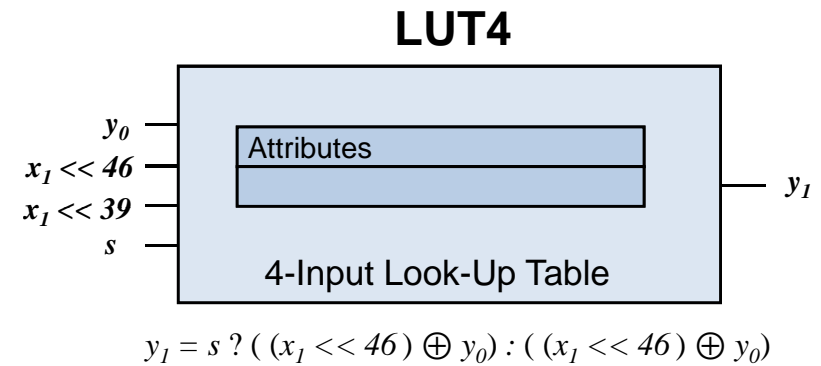 LUT4
y₀
Attributes
x₁ << 46
y₁
x₁ << 39
s
4-Input Look-Up Table
y₁ = s ? ( (x₁ << 46 ) ⊕ y₀) : ( (x₁ << 46 ) ⊕ y₀)